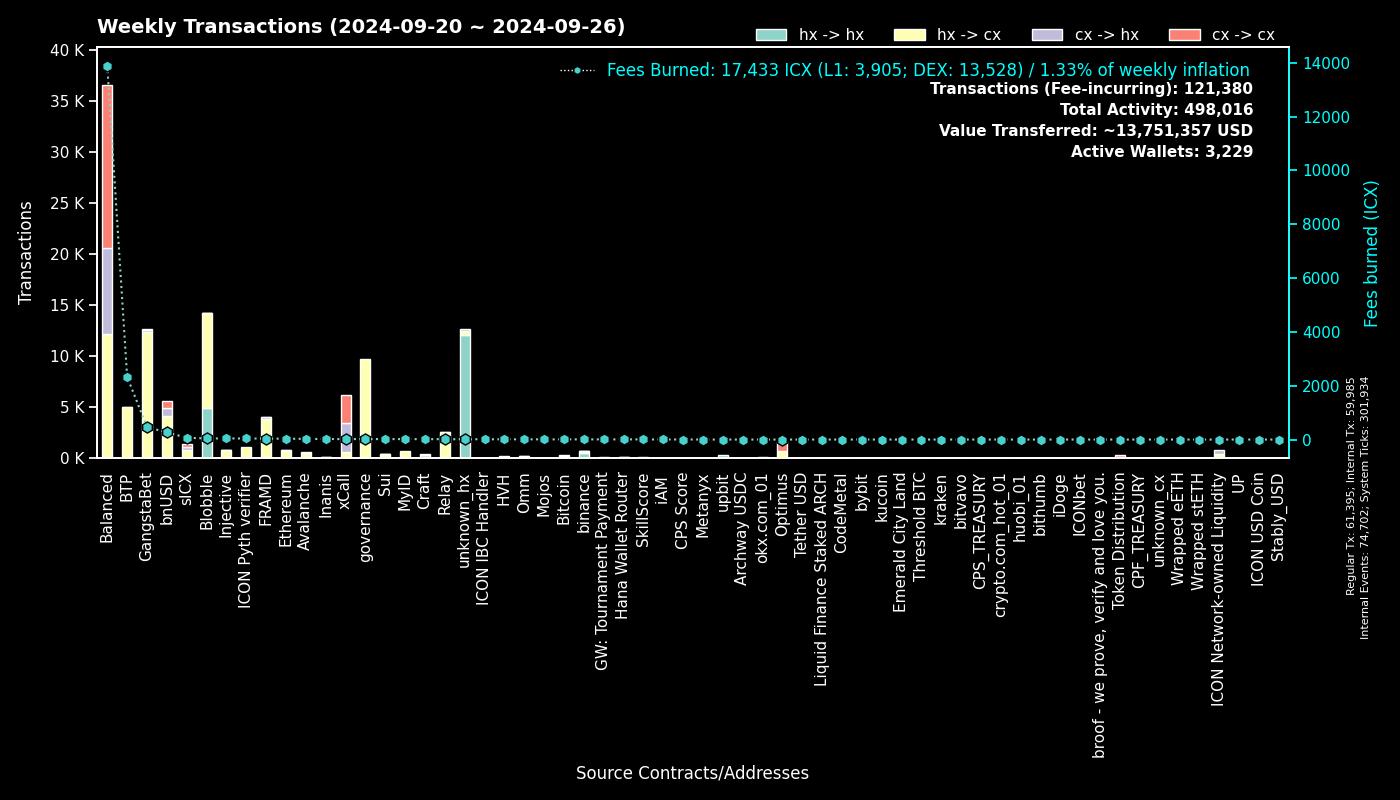 Weekly Transactions (2024-09-20 ~ 2024-09-26)
hx -> hx
hx -> cx
cx -> hx
cx -> cx
Fees Burned: 17,433 ICX (L1: 3,905; DEX: 13,528) / 1.33% of weekly inflation
Transactions (Fee-incurring): 121,380
Total Activity: 498,016
Value Transferred: ~13,751,357 USD
Active Wallets: 3,229
Transactions
40 K
35 K
30 K
25 K
20 K
15 K
10 K
5 K
0 K
14000
12000
10000
8000
6000
4000
2000
0
Fees burned (ICX)
Regular Tx: 61,395; Internal Tx: 59,985
Internal Events: 74,702; System Ticks: 301,934
Balanced
BTP
GangstaBet
bnUSD
sICX
Blobble
Injective
ICON Pyth verifier
FRAMD
Ethereum
Avalanche
Inanis
xCall
governance
Sui
MyID
Craft
Relay
unknown_hx
ICON IBC Handler
HVH
Omm
Mojos
Bitcoin
binance
GW: Tournament Payment
Hana Wallet Router
SkillScore
iAM
CPS Score
Metanyx
upbit
Archway USDC
okx.com_01
Optimus
Tether USD
Liquid Finance Staked ARCH
CodeMetal
bybit
kucoin
Emerald City Land
Threshold BTC
kraken
bitvavo
CPS_TREASURY
crypto.com_hot_01
huobi_01
bithumb
iDoge
ICONbet
broof - we prove, verify and love you.
Token Distribution
CPF_TREASURY
unknown_cx
Wrapped eETH
Wrapped stETH
ICON Network-owned Liquidity
UP
ICON USD Coin
Stably_USD
Source Contracts/Addresses